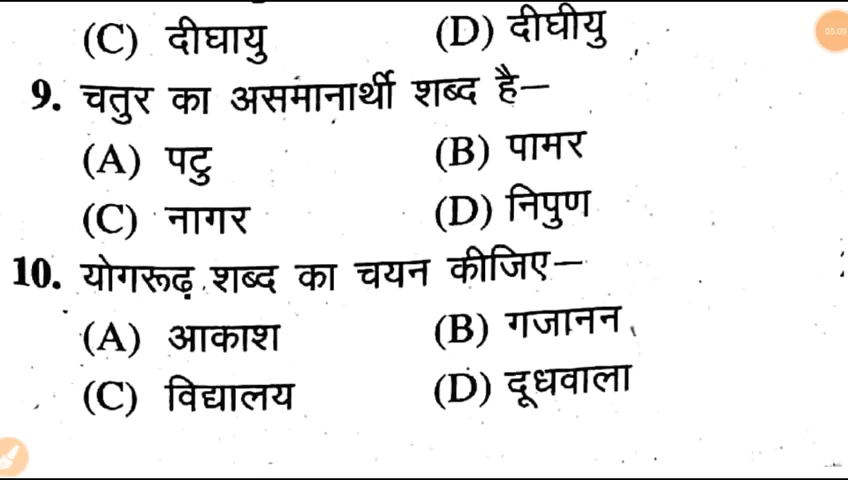 (C) दीघायु (D) दीघीयु
9. चतुर का असमानार्थी शब्द है–
(A) पटु (B) पामर
(C) नागर (D) निपुण
10. योगरूढ़ शब्द का चयन कीजिए–
(A) आकाश (B) गजानन
(C) विद्यालय (D) दूधवाला